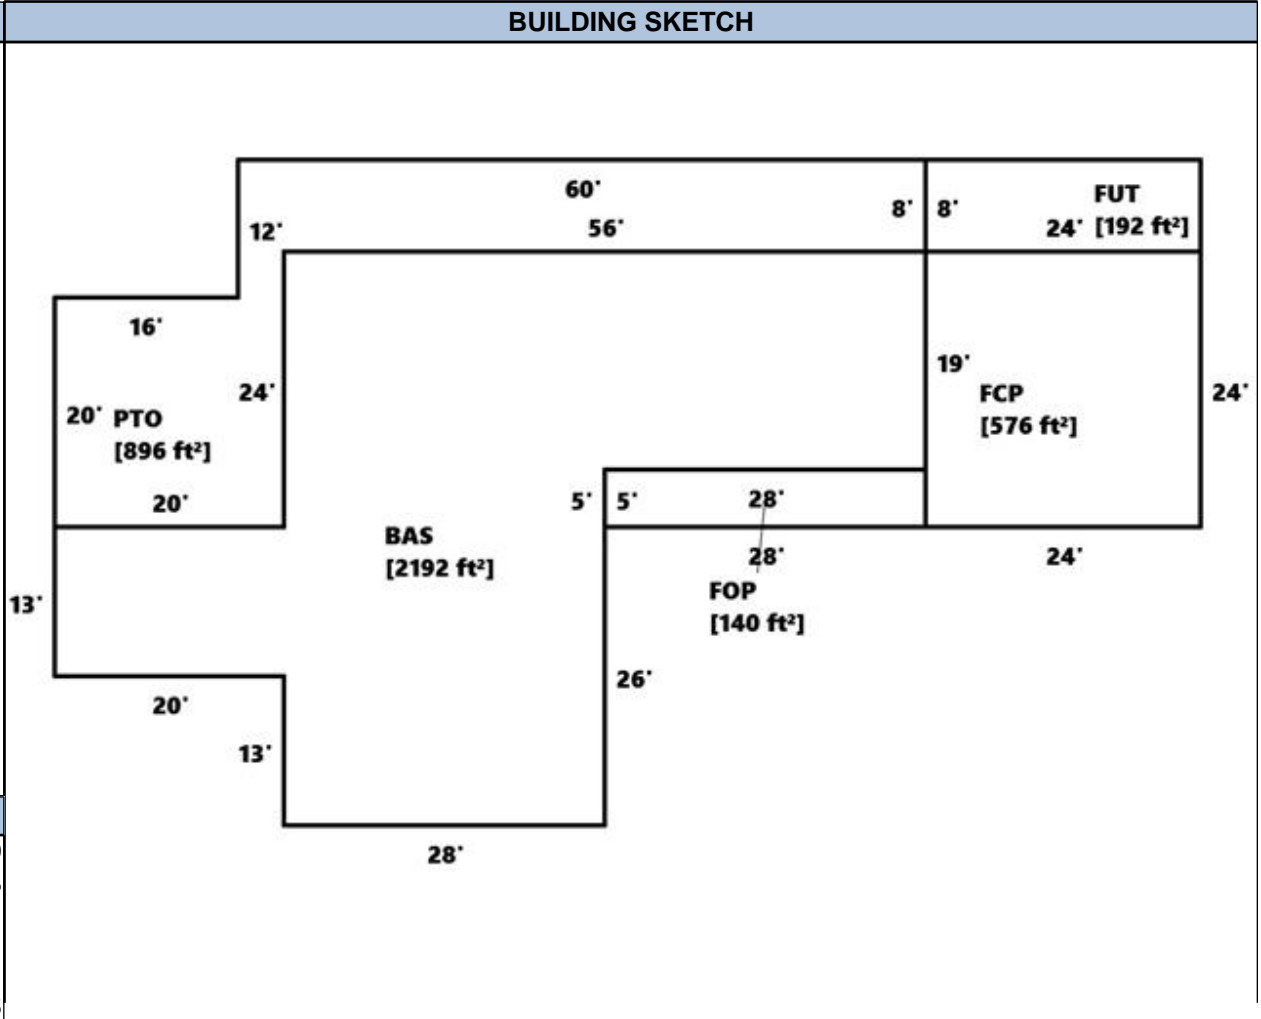 BUILDING SKETCH
60'
8'
8'
FUT
12'
56'
24'
[192 ft²]
16'
19'
24'
FCP
24'
20'
PTO
[576 ft²]
[896 ft²]
20'
5'
5'
28'
BAS
28'
24'
[2192 ft²]
FOP
13'
[140 ft²]
26'
20'
13'
28'